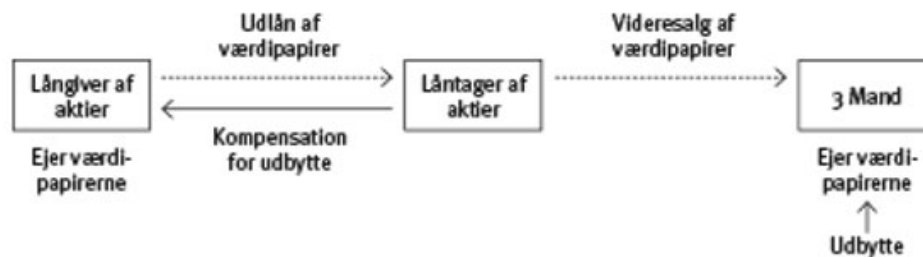 Udlån af
værdipapirer
Videresalg af
værdipapirer
Långiver af
aktier
Låntager af
aktier
3 Mand
Kompensation
for udbytte
Ejer værdi-
papirerne
Ejer værdi-
papirerne
Udbytte